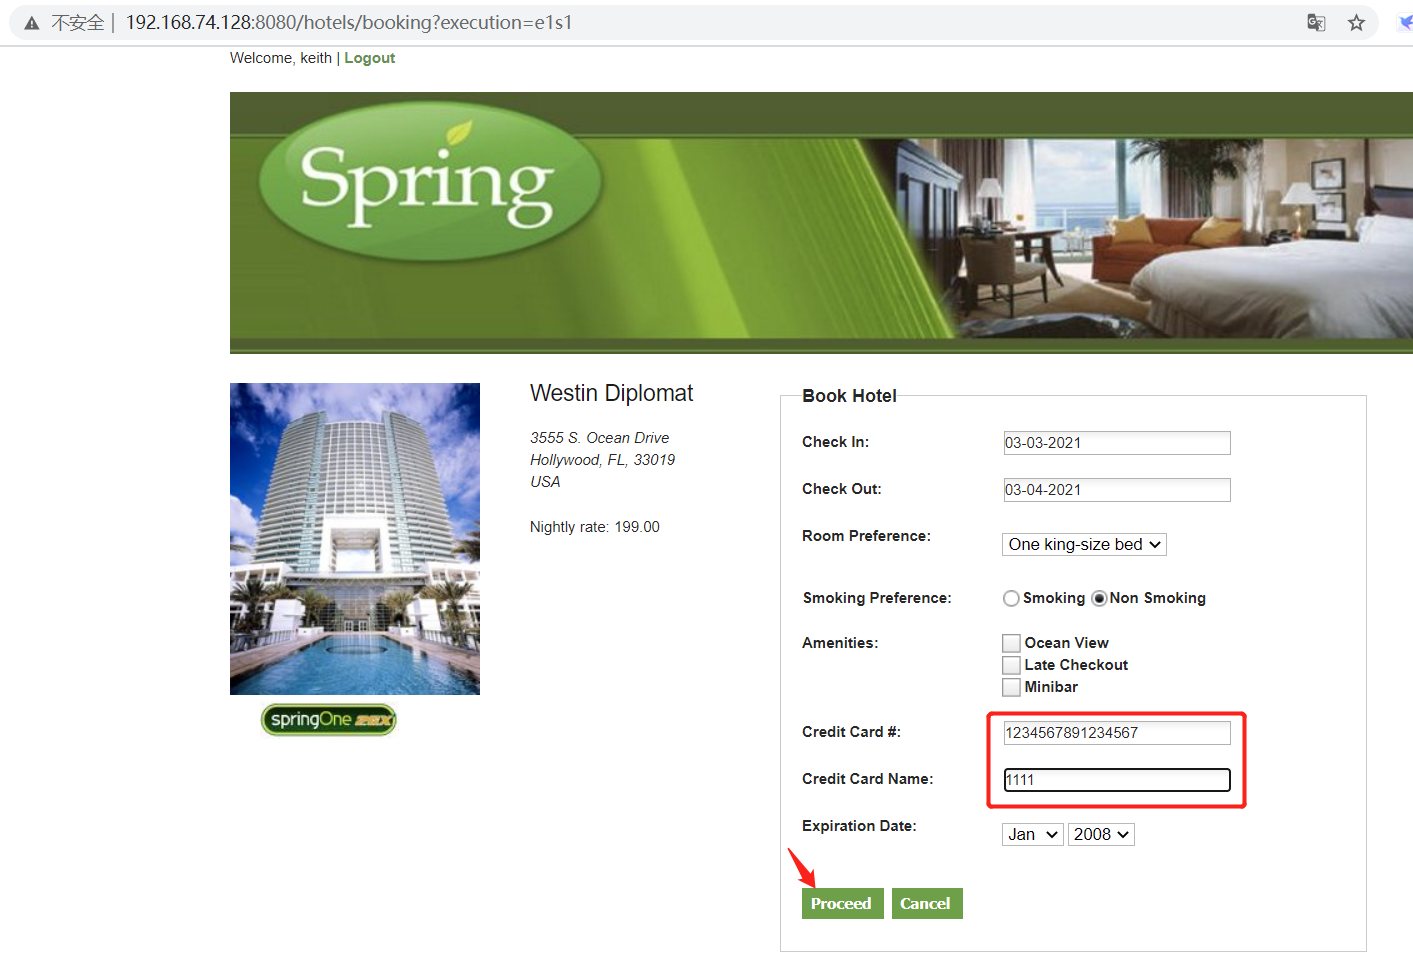 不安全 | 192.168.74.128:8080/hotels/booking?execution=e1s1
Welcome, keith | Logout
Spring
Westin Diplomat
3555 S. Ocean Drive
Hollywood, FL, 33019
USA
Nightly rate: 199.00
springOne 2GX
Book Hotel
Check In: 03-03-2021
Check Out: 03-04-2021
Room Preference: One king-size bed
Smoking Preference: Smoking Non Smoking
Amenities: Ocean View
Late Checkout
Minibar
Credit Card #: 1234567891234567
Credit Card Name: 1111
Expiration Date: Jan 2008
Proceed Cancel